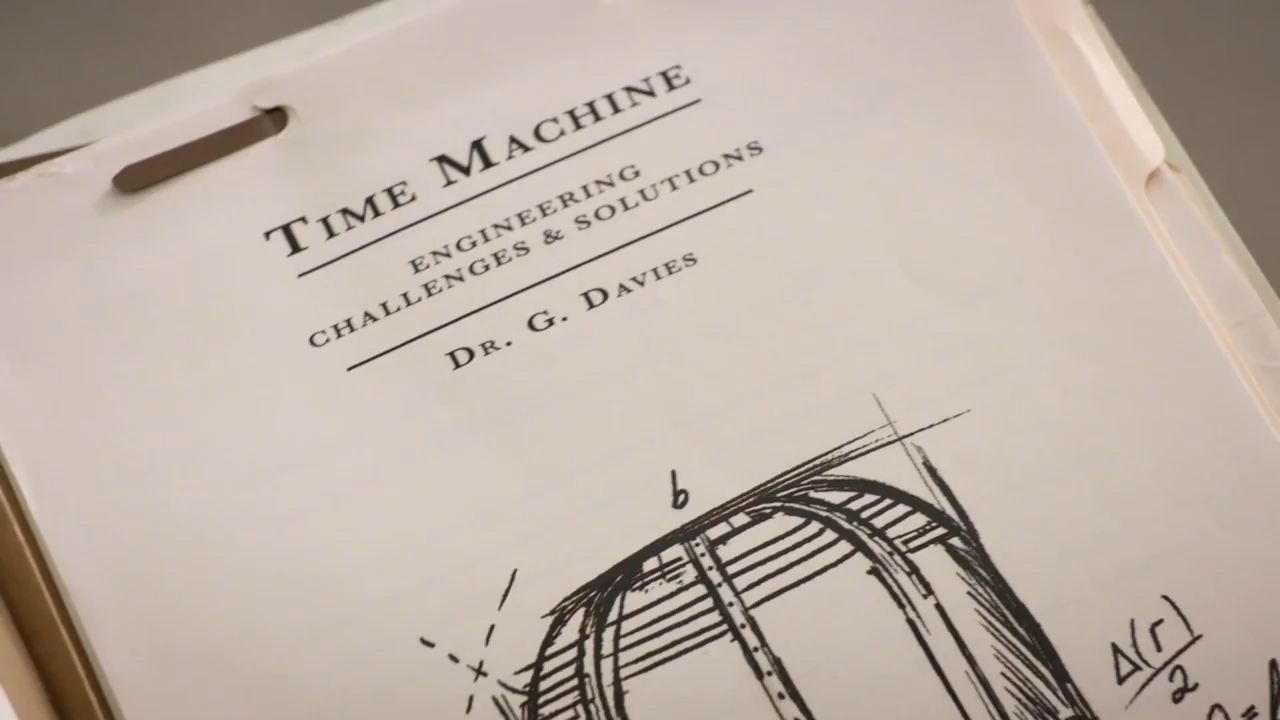 TIME MACHINE
ENGINEERING
CHALLENGES & SOLUTIONS
DR. G. DAVIES
b
Δ(r)
2